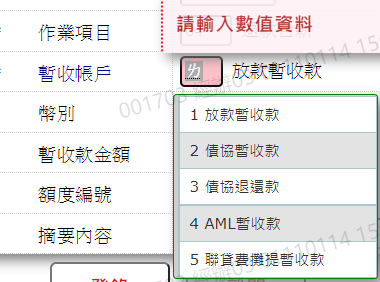 請輸入數值資料
作業項目
暫收帳戶 ㄌ 放款暫收款
幣別
1 放款暫收款
2 債協暫收款
暫收款金額
3 債協退還款
額度編號
4 AML暫收款
摘要內容
5 聯貸費攤提暫收款